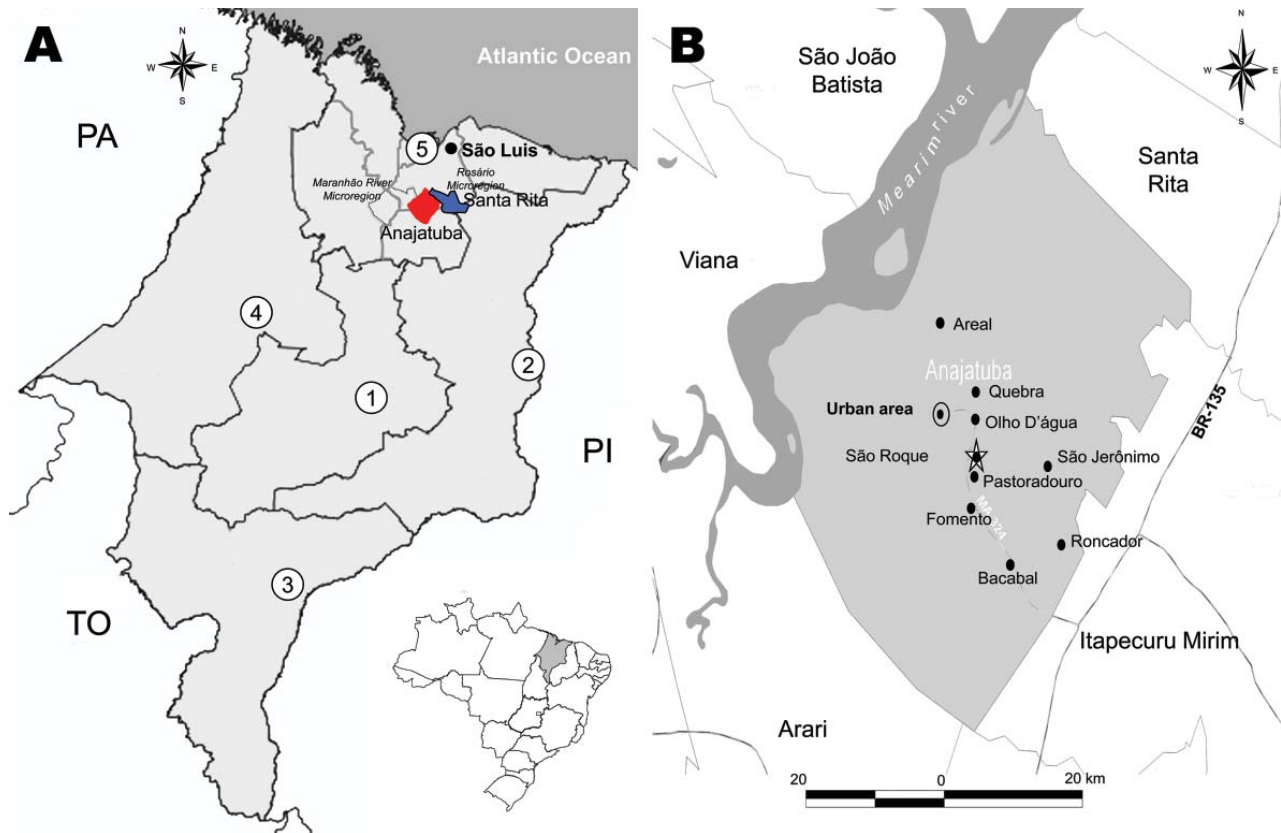 A
N
W
E
S
Atlantic Ocean
PA
5
São Luis
Maranhão River
Microregion
Rosário
Microregion
Santa Rita
Anajatuba
4
2
1
PI
3
TO
B
São João
Batista
N
W
E
S
Mearim river
Santa
Rita
Viana
Areal
Anajatuba
Quebra
Urban area
Olho D'água
BR-135
São Roque
São Jerônimo
Pastoradouro
MA 324
Fomento
Roncador
Bacabal
Itapecuru Mirim
Arari
20
0
20 km